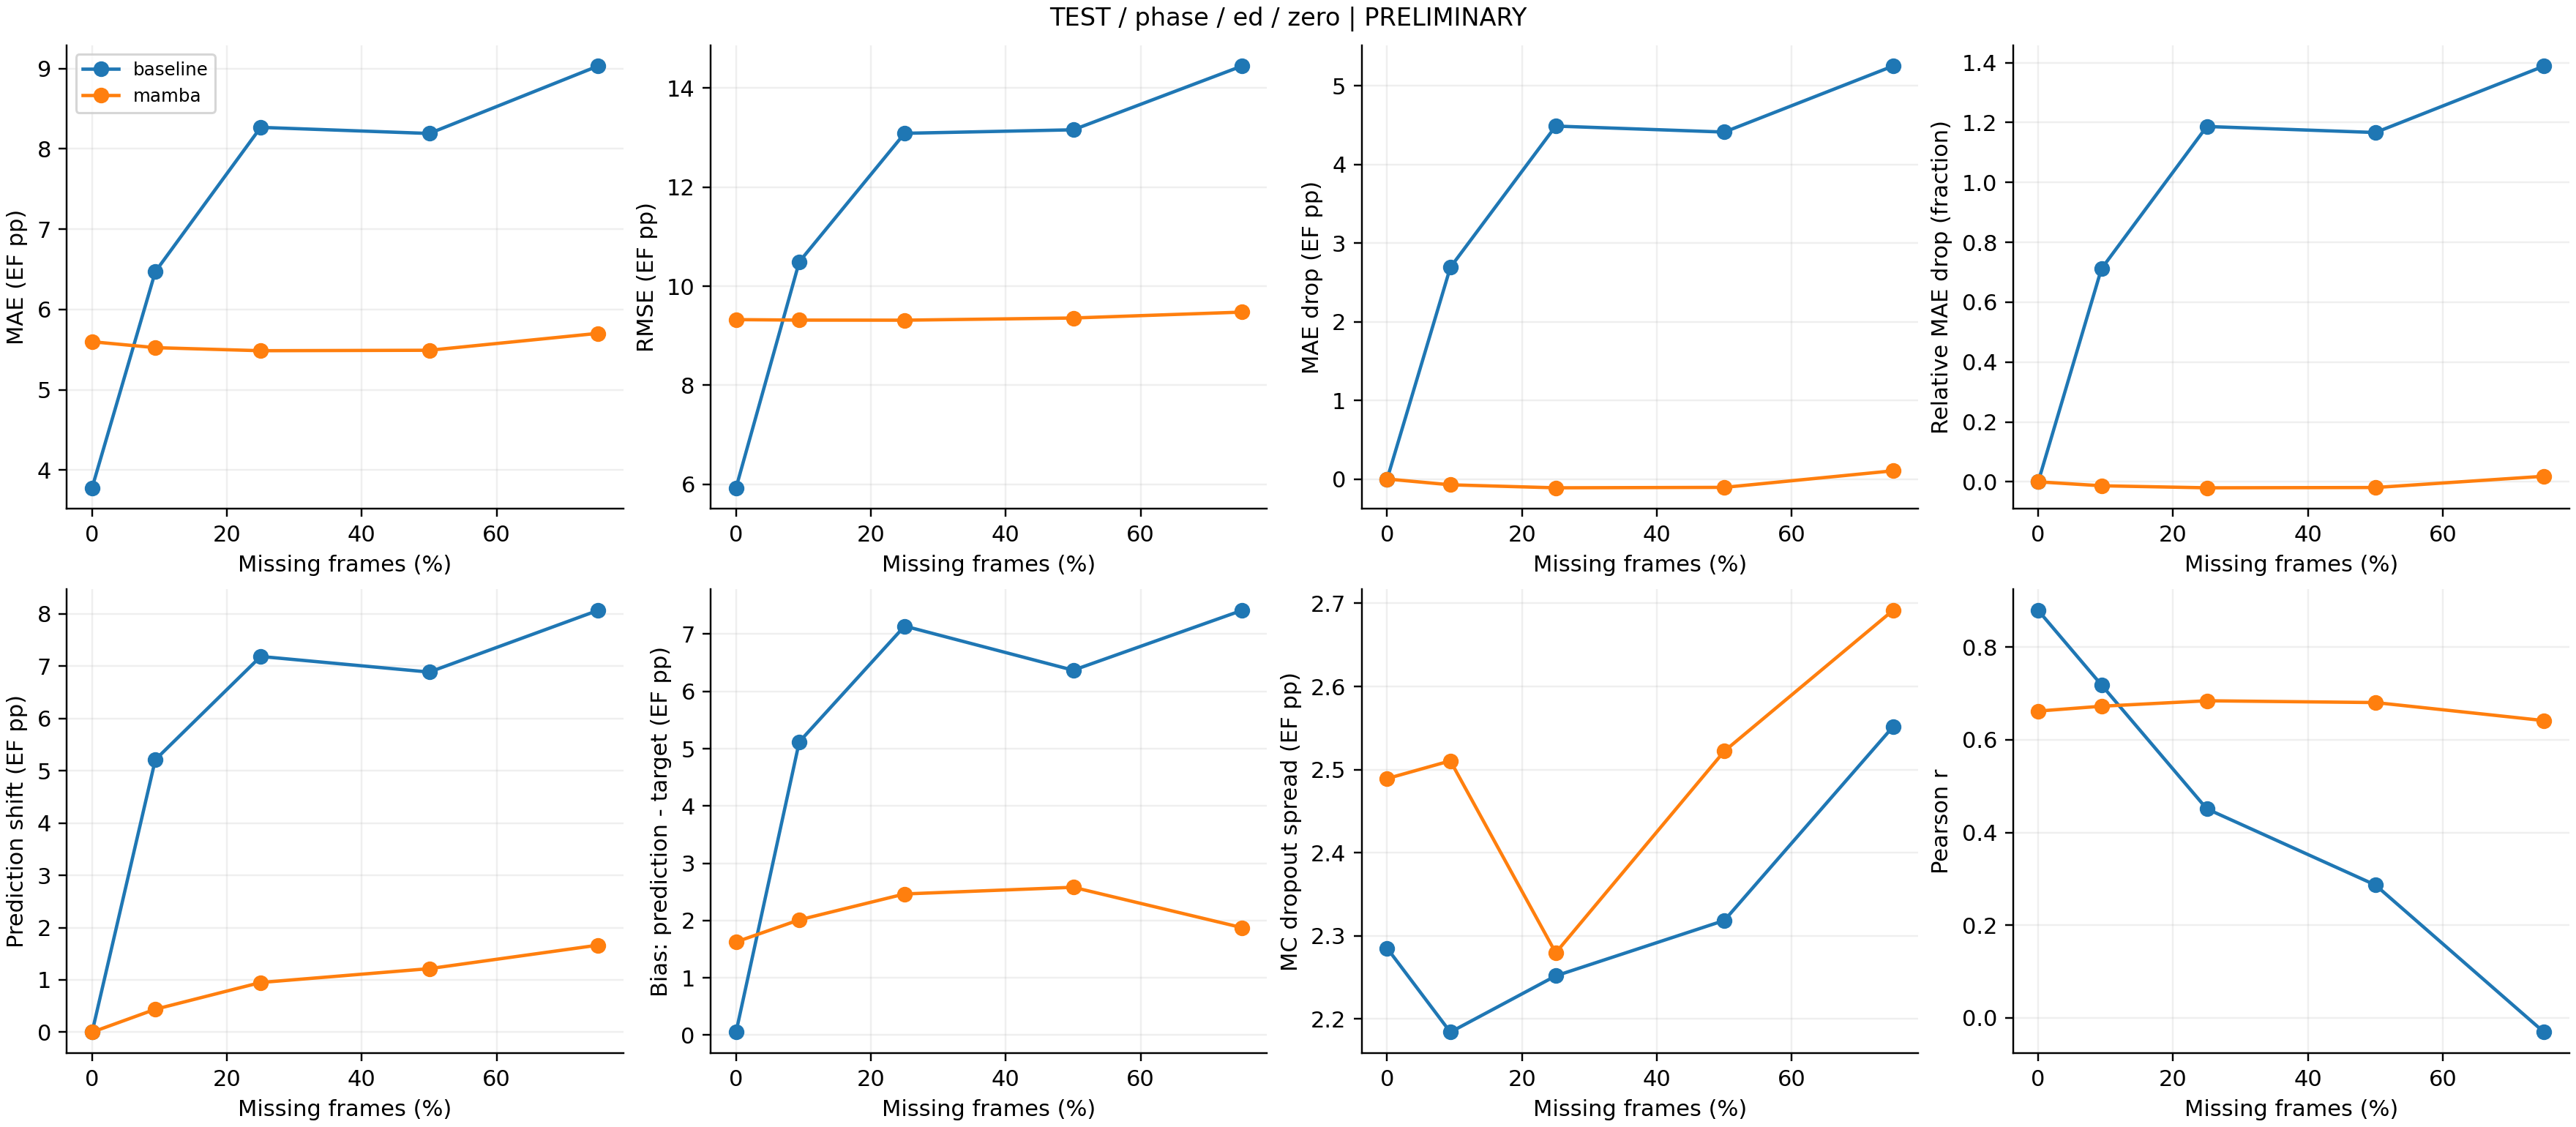 TEST / phase / ed / zero | PRELIMINARY
baseline
mamba
MAE (EF pp)
9
8
7
6
5
4
0 20 40 60
Missing frames (%)
RMSE (EF pp)
14
12
10
8
6
0 20 40 60
Missing frames (%)
MAE drop (EF pp)
5
4
3
2
1
0
0 20 40 60
Missing frames (%)
Relative MAE drop (fraction)
1.4
1.2
1.0
0.8
0.6
0.4
0.2
0.0
0 20 40 60
Missing frames (%)
Prediction shift (EF pp)
8
7
6
5
4
3
2
1
0
0 20 40 60
Missing frames (%)
Bias: prediction - target (EF pp)
7
6
5
4
3
2
1
0
0 20 40 60
Missing frames (%)
MC dropout spread (EF pp)
2.7
2.6
2.5
2.4
2.3
2.2
0 20 40 60
Missing frames (%)
Pearson r
0.8
0.6
0.4
0.2
0.0
0 20 40 60
Missing frames (%)